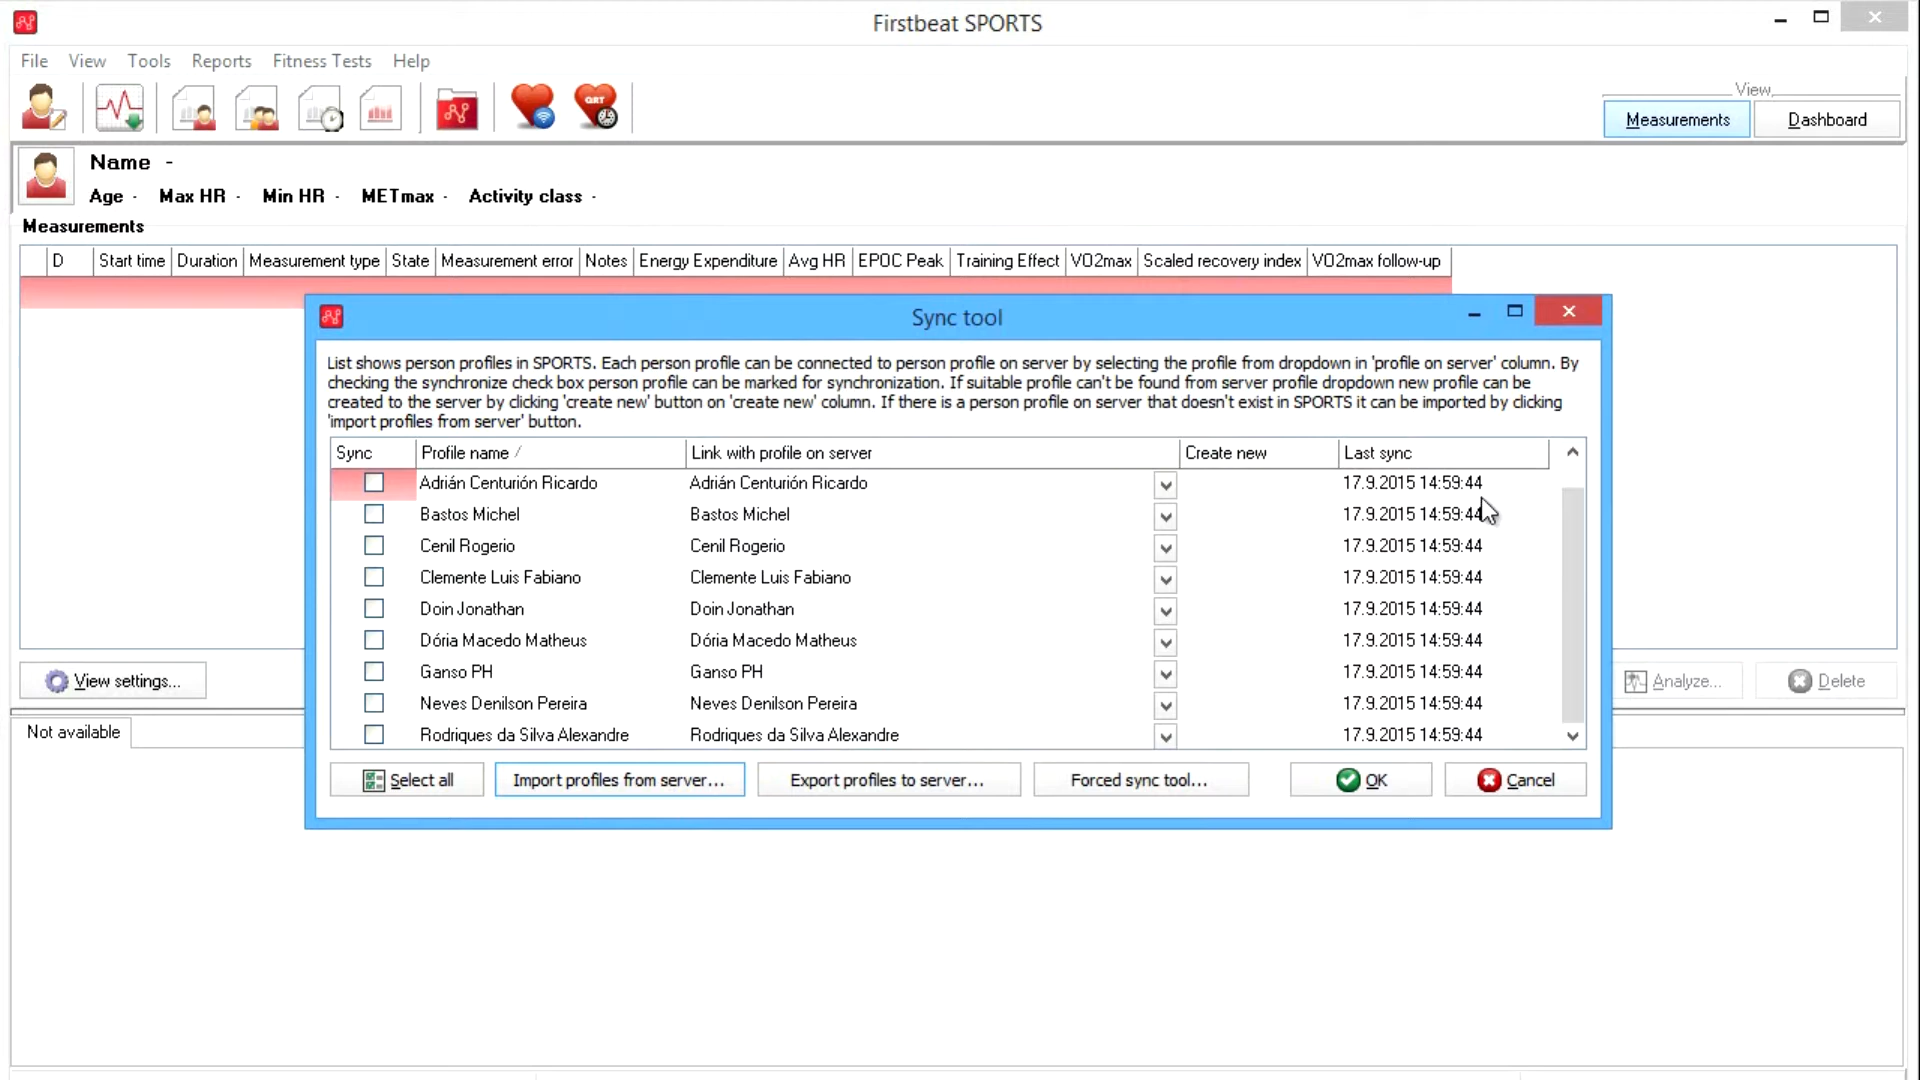 Firstbeat SPORTS
File View Tools Reports Fitness Tests Help
QRT
View
Measurements Dashboard
Name -
Age - Max HR - Min HR - METmax - Activity class -
Measurements
D Start time Duration Measurement type State Measurement error Notes Energy Expenditure Avg HR EPOC Peak Training Effect VO2max Scaled recovery index VO2max follow-up
Sync tool
List shows person profiles in SPORTS. Each person profile can be connected to person profile on server by selecting the profile from dropdown in 'profile on server' column. By
checking the synchronize check box person profile can be marked for synchronization. If suitable profile can't be found from server profile dropdown new profile can be
created to the server by clicking 'create new' button on 'create new' column. If there is a person profile on server that doesn't exist in SPORTS it can be imported by clicking
'import profiles from server' button.
Sync Profile name / Link with profile on server Create new Last sync
Adrián Centurión Ricardo Adrián Centurión Ricardo 17.9.2015 14:59:44
Bastos Michel Bastos Michel 17.9.2015 14:59:44
Cenil Rogerio Cenil Rogerio 17.9.2015 14:59:44
Clemente Luis Fabiano Clemente Luis Fabiano 17.9.2015 14:59:44
Doin Jonathan Doin Jonathan 17.9.2015 14:59:44
Dória Macedo Matheus Dória Macedo Matheus 17.9.2015 14:59:44
Ganso PH Ganso PH 17.9.2015 14:59:44
Neves Denilson Pereira Neves Denilson Pereira 17.9.2015 14:59:44
Rodriques da Silva Alexandre Rodriques da Silva Alexandre 17.9.2015 14:59:44
Select all Import profiles from server... Export profiles to server... Forced sync tool... OK Cancel
View settings... Analyze... Delete
Not available